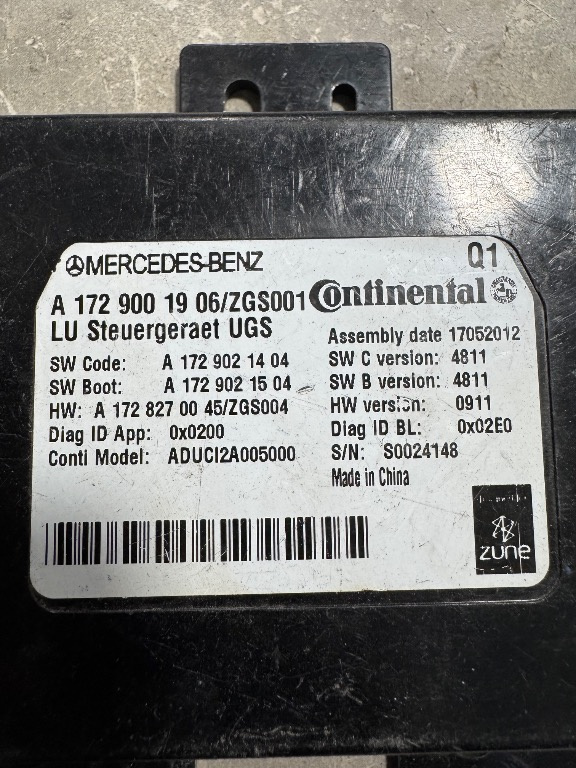 MERCEDES-BENZ
Q1
A 172 900 19 06/ZGS001 Continental
LU Steuergeraet UGS
Assembly date 17052012
SW Code: A 172 902 14 04
SW C version: 4811
SW Boot: A 172 902 15 04
SW B version: 4811
HW: A 172 827 00 45/ZGS004
HW version: 0911
Diag ID App: 0x0200
Diag ID BL: 0x02E0
Conti Model: ADUCI2A005000
S/N: S0024148
Made in China
zune